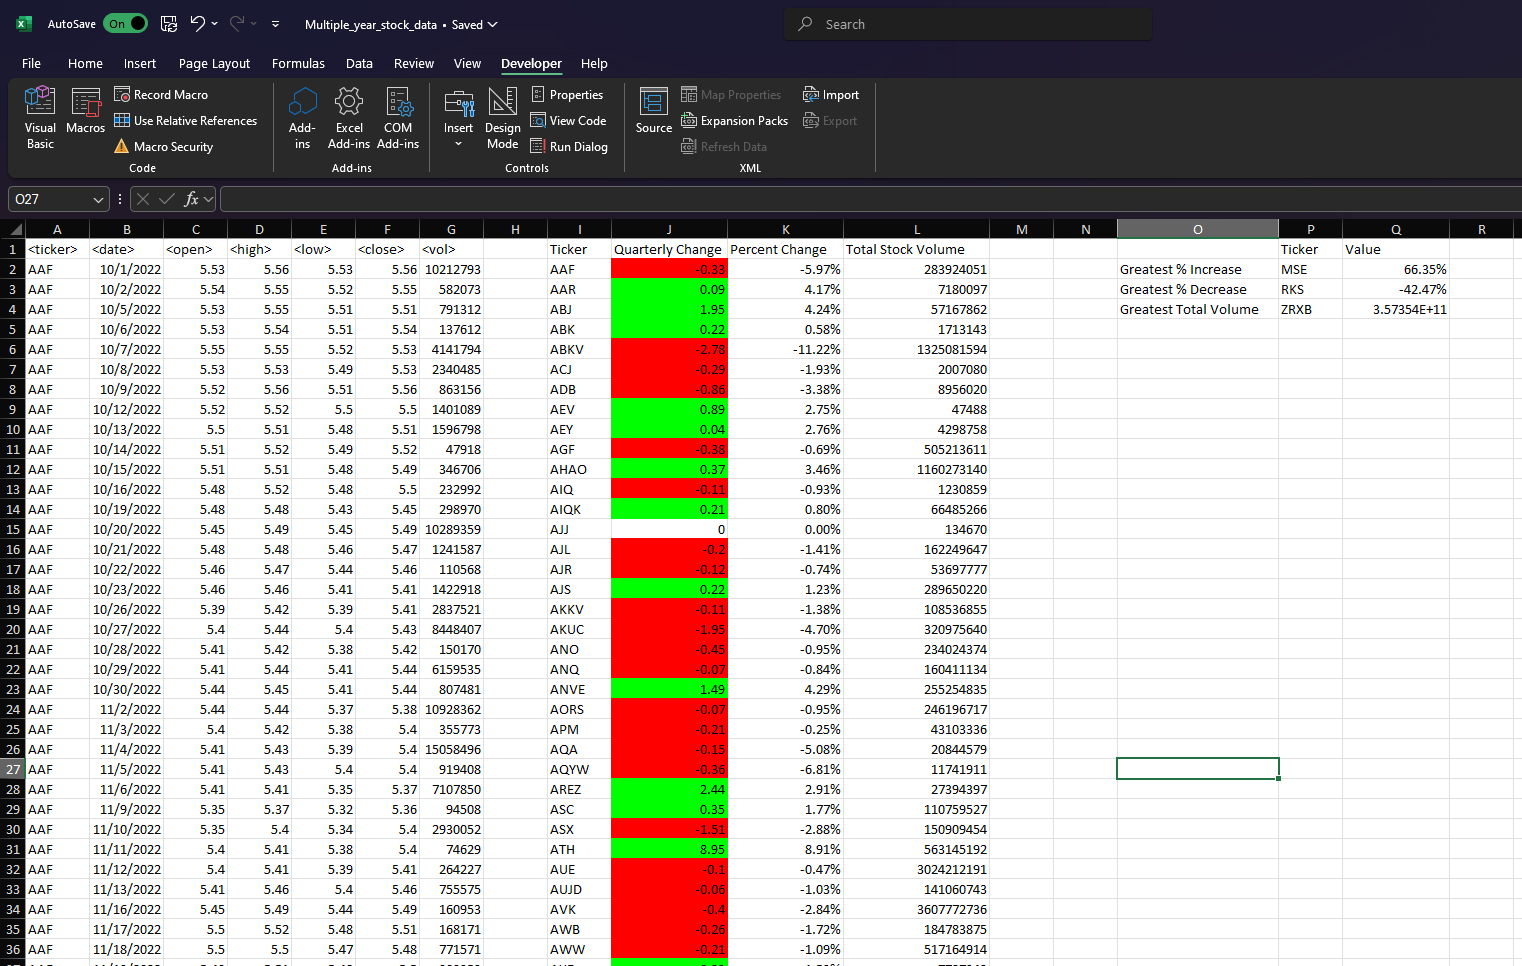 AutoSave On Multiple_year_stock_data • Saved Search
File Home Insert Page Layout Formulas Data Review View Developer Help
Visual Basic
Macros
Record Macro
Use Relative References
Macro Security
Code
Add-ins
Excel Add-ins
COM Add-ins
Add-ins
Insert
Design Mode
Properties
View Code
Run Dialog
Controls
Source
Map Properties
Expansion Packs
Refresh Data
Import
Export
XML
O27 fx
A B C D E F G H I J K L M N O P Q R
1 <ticker> <date> <open> <high> <low> <close> <vol> Ticker Quarterly Change Percent Change Total Stock Volume Ticker Value
2 AAF 10/1/2022 5.53 5.56 5.53 5.56 10212793 AAF -0.33 -5.97% 283924051 Greatest % Increase MSE 66.35%
3 AAF 10/2/2022 5.54 5.55 5.52 5.55 582073 AAR 0.09 4.17% 7180097 Greatest % Decrease RKS -42.47%
4 AAF 10/5/2022 5.53 5.55 5.51 5.51 791312 ABJ 1.95 4.24% 57167862 Greatest Total Volume ZRXB 3.57354E+11
5 AAF 10/6/2022 5.53 5.54 5.51 5.54 137612 ABK 0.22 0.58% 1713143
6 AAF 10/7/2022 5.55 5.55 5.52 5.53 4141794 ABKV -2.78 -11.22% 1325081594
7 AAF 10/8/2022 5.53 5.53 5.49 5.53 2340485 ACJ -0.29 -1.93% 2007080
8 AAF 10/9/2022 5.52 5.56 5.51 5.56 863156 ADB -0.86 -3.38% 8956020
9 AAF 10/12/2022 5.52 5.52 5.5 5.5 1401089 AEV 0.89 2.75% 47488
10 AAF 10/13/2022 5.5 5.51 5.48 5.51 1596798 AEY 0.04 2.76% 4298758
11 AAF 10/14/2022 5.51 5.52 5.49 5.52 47918 AGF -0.38 -0.69% 505213611
12 AAF 10/15/2022 5.51 5.51 5.48 5.49 346706 AHAO 0.37 3.46% 1160273140
13 AAF 10/16/2022 5.48 5.52 5.48 5.5 232992 AIQ -0.11 -0.93% 1230859
14 AAF 10/19/2022 5.48 5.48 5.43 5.45 298970 AIQK 0.21 0.80% 66485266
15 AAF 10/20/2022 5.45 5.49 5.45 5.49 10289359 AJJ 0 0.00% 134670
16 AAF 10/21/2022 5.48 5.48 5.46 5.47 1241587 AJL -0.2 -1.41% 162249647
17 AAF 10/22/2022 5.46 5.47 5.44 5.46 110568 AJR -0.12 -0.74% 53697777
18 AAF 10/23/2022 5.46 5.46 5.41 5.41 1422918 AJS 0.22 1.23% 289650220
19 AAF 10/26/2022 5.39 5.42 5.39 5.41 2837521 AKKV -0.11 -1.38% 108536855
20 AAF 10/27/2022 5.4 5.44 5.4 5.43 8448407 AKUC -1.95 -4.70% 320975640
21 AAF 10/28/2022 5.41 5.42 5.38 5.42 150170 ANO -0.45 -0.95% 234024374
22 AAF 10/29/2022 5.41 5.44 5.41 5.44 6159535 ANQ -0.07 -0.84% 160411134
23 AAF 10/30/2022 5.44 5.45 5.41 5.44 807481 ANVE 1.49 4.29% 255254835
24 AAF 11/2/2022 5.44 5.44 5.37 5.38 10928362 AORS -0.07 -0.95% 246196717
25 AAF 11/3/2022 5.4 5.42 5.38 5.4 355773 APM -0.21 -0.25% 43103336
26 AAF 11/4/2022 5.41 5.43 5.39 5.4 15058496 AQA -0.15 -5.08% 20844579
27 AAF 11/5/2022 5.41 5.43 5.4 5.4 919408 AQYW -0.36 -6.81% 11741911
28 AAF 11/6/2022 5.41 5.41 5.35 5.37 7107850 AREZ 2.44 2.91% 27394397
29 AAF 11/9/2022 5.35 5.37 5.32 5.36 94508 ASC 0.35 1.77% 110759527
30 AAF 11/10/2022 5.35 5.4 5.34 5.4 2930052 ASX -1.51 -2.88% 150909454
31 AAF 11/11/2022 5.4 5.41 5.38 5.4 74629 ATH 8.95 8.91% 563145192
32 AAF 11/12/2022 5.4 5.41 5.39 5.41 264227 AUE -0.1 -0.47% 3024212191
33 AAF 11/13/2022 5.41 5.46 5.4 5.46 755575 AUJD -0.06 -1.03% 141060743
34 AAF 11/16/2022 5.45 5.49 5.44 5.49 160953 AVK -0.4 -2.84% 3607772736
35 AAF 11/17/2022 5.5 5.52 5.48 5.51 168171 AWB -0.26 -1.72% 184783875
36 AAF 11/18/2022 5.5 5.5 5.47 5.48 771571 AWW -0.21 -1.09% 517164914